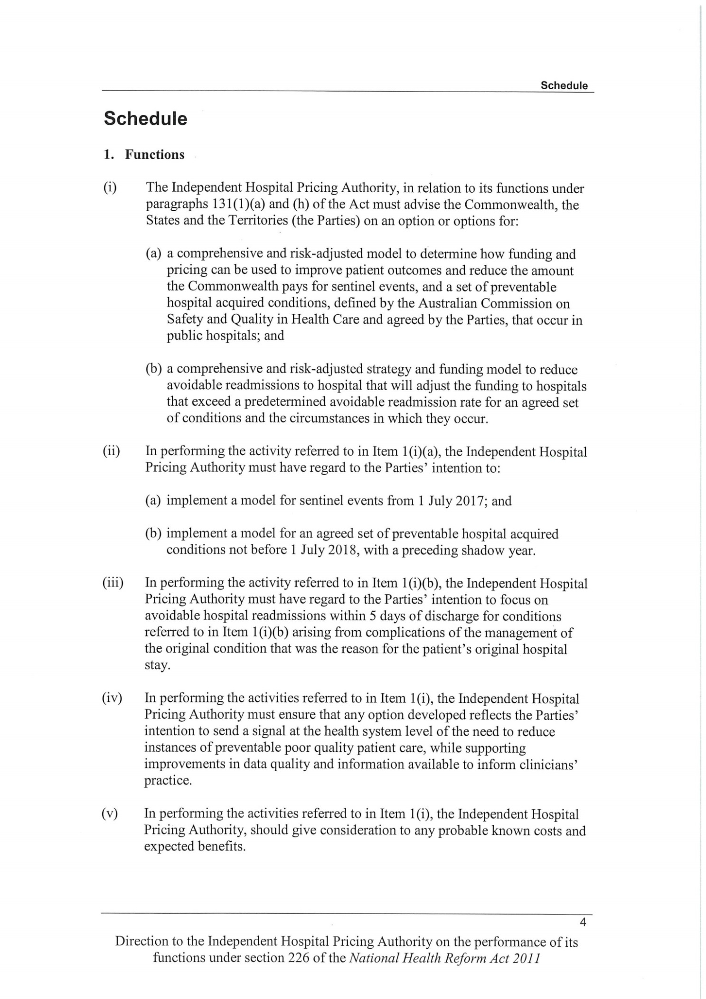 Schedule
Schedule
1. Functions
(i) The Independent Hospital Pricing Authority, in relation to its functions under
paragraphs 131(1)(a) and (h) of the Act must advise the Commonwealth, the
States and the Territories (the Parties) on an option or options for:
(a) a comprehensive and risk-adjusted model to determine how funding and
pricing can be used to improve patient outcomes and reduce the amount
the Commonwealth pays for sentinel events, and a set of preventable
hospital acquired conditions, defined by the Australian Commission on
Safety and Quality in Health Care and agreed by the Parties, that occur in
public hospitals; and
(b) a comprehensive and risk-adjusted strategy and funding model to reduce
avoidable readmissions to hospital that will adjust the funding to hospitals
that exceed a predetermined avoidable readmission rate for an agreed set
of conditions and the circumstances in which they occur.
(ii) In performing the activity referred to in Item 1(i)(a), the Independent Hospital
Pricing Authority must have regard to the Parties’ intention to:
(a) implement a model for sentinel events from 1 July 2017; and
(b) implement a model for an agreed set of preventable hospital acquired
conditions not before 1 July 2018, with a preceding shadow year.
(iii) In performing the activity referred to in Item 1(i)(b), the Independent Hospital
Pricing Authority must have regard to the Parties’ intention to focus on
avoidable hospital readmissions within 5 days of discharge for conditions
referred to in Item 1(i)(b) arising from complications of the management of
the original condition that was the reason for the patient’s original hospital
stay.
(iv) In performing the activities referred to in Item 1(i), the Independent Hospital
Pricing Authority must ensure that any option developed reflects the Parties’
intention to send a signal at the health system level of the need to reduce
instances of preventable poor quality patient care, while supporting
improvements in data quality and information available to inform clinicians’
practice.
(v) In performing the activities referred to in Item 1(i), the Independent Hospital
Pricing Authority, should give consideration to any probable known costs and
expected benefits.
4
Direction to the Independent Hospital Pricing Authority on the performance of its
functions under section 226 of the National Health Reform Act 2011